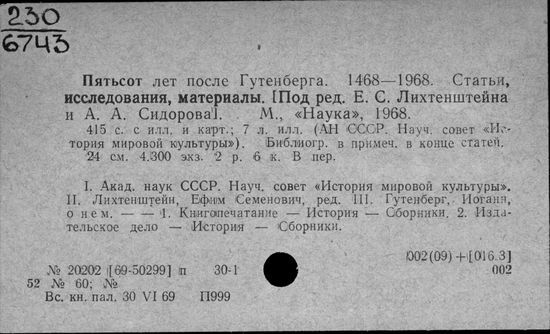 230
6743
Пятьсот лет после Гутенберга. 1468—1968. Статьи,
исследования, материалы. [Под ред. Е. С. Лихтенштейна
и А. А. Сидорова]. М., «Наука», 1968.
415 с. с илл. и карт.; 7 л. илл. (АН СССР. Науч. совет «Ис-
тория мировой культуры»). Библиогр. в примеч. в конце статей.
24 см. 4.300 экз. 2 р. 6 к. В пер.
I. Акад. наук СССР. Науч. совет «История мировой культуры».
II. Лихтенштейн, Ефим Семенович, ред. III. Гутенберг, Иоганн,
о нем. — — 1. Книгопечатание — История — Сборники. 2. Изда-
тельское дело — История — Сборники.
002(09)+[016.3]
№ 20202 [69-50299] п 30-1 002
52 № 60; №
Вс. кн. пал. 30 VI 69 П999